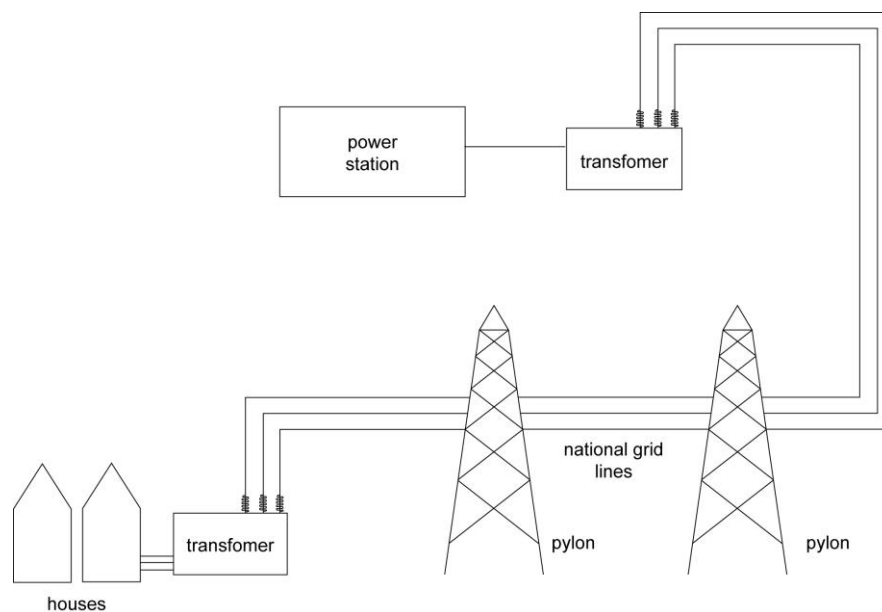 power
station
transfomer
national grid
lines
transfomer
pylon
pylon
houses